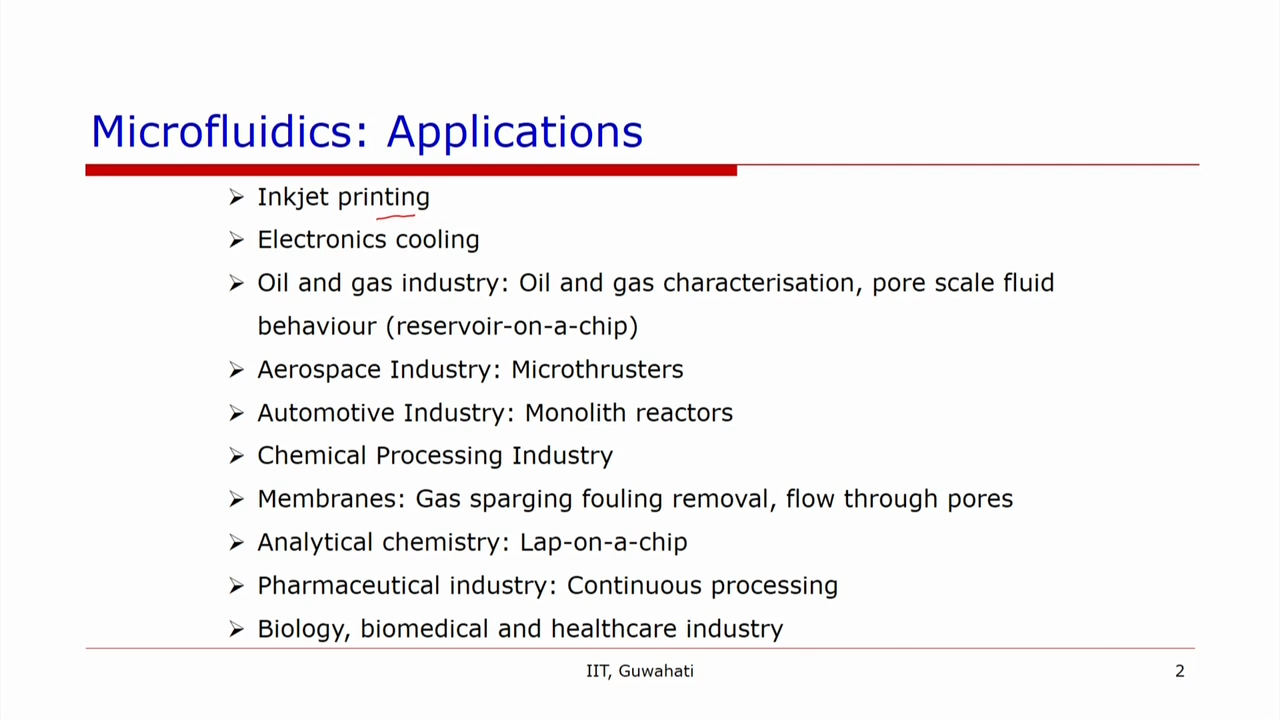 Microfluidics: Applications
➢ Inkjet printing
➢ Electronics cooling
➢ Oil and gas industry: Oil and gas characterisation, pore scale fluid
behaviour (reservoir-on-a-chip)
➢ Aerospace Industry: Microthrusters
➢ Automotive Industry: Monolith reactors
➢ Chemical Processing Industry
➢ Membranes: Gas sparging fouling removal, flow through pores
➢ Analytical chemistry: Lap-on-a-chip
➢ Pharmaceutical industry: Continuous processing
➢ Biology, biomedical and healthcare industry
IIT, Guwahati
2